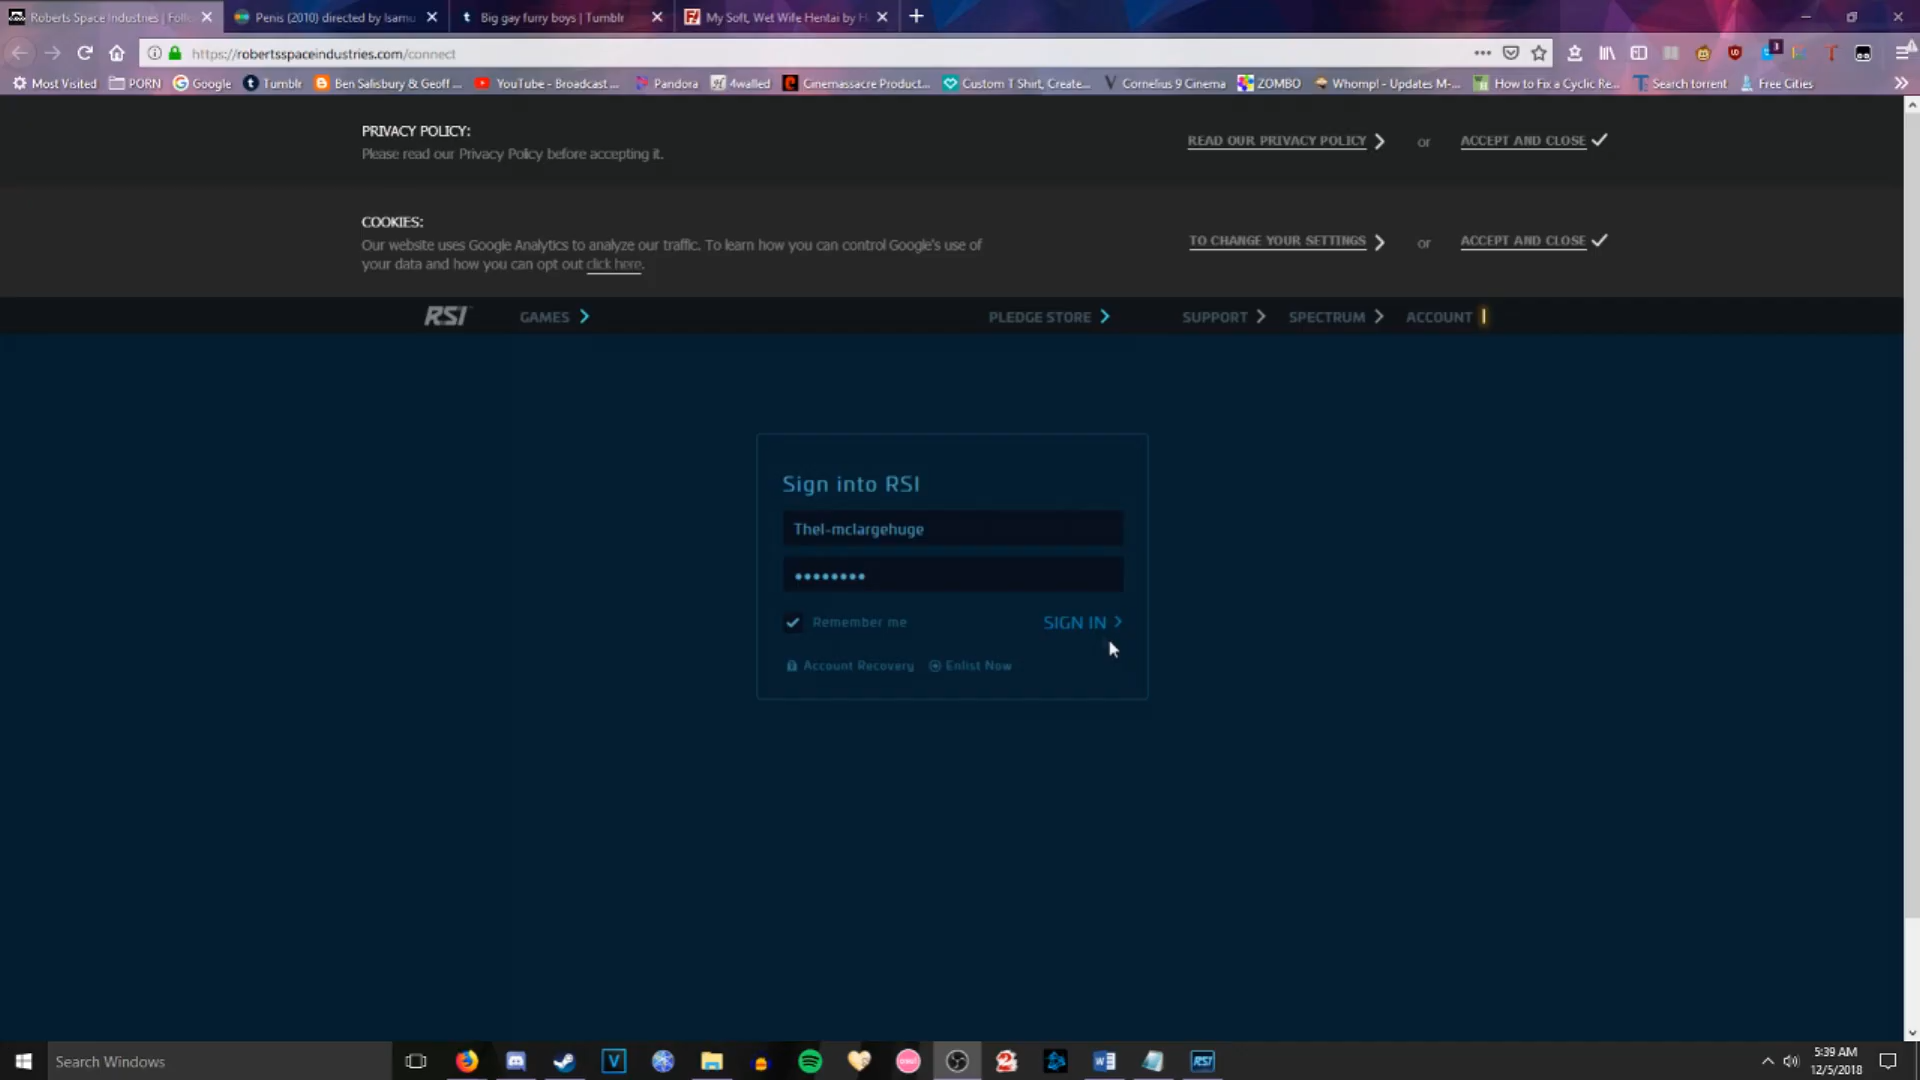 Roberts Space Industries | Follo
Penis (2010) directed by Isamu
Big gay furry boys | Tumblr
My Soft, Wet Wife Hentai by H
https://robertsspaceindustries.com/connect
Most Visited
PORN
Google
Tumblr
Ben Salisbury & Geoff ...
YouTube - Broadcast ...
Pandora
4walled
Cinemassacre Product...
Custom T Shirt, Create...
Cornelius 9 Cinema
ZOMBO
Whomp! - Updates M-...
How to Fix a Cyclic Re...
Search torrent
Free Cities
PRIVACY POLICY:
Please read our Privacy Policy before accepting it.
READ OUR PRIVACY POLICY
or
ACCEPT AND CLOSE
COOKIES:
Our website uses Google Analytics to analyze our traffic. To learn how you can control Google's use of
your data and how you can opt out click here.
TO CHANGE YOUR SETTINGS
or
ACCEPT AND CLOSE
RSI
GAMES
PLEDGE STORE
SUPPORT
SPECTRUM
ACCOUNT
Sign into RSI
Thel-mclargehuge
Remember me
SIGN IN
Account Recovery
Enlist Now
Search Windows
RSI
5:39 AM
12/5/2018